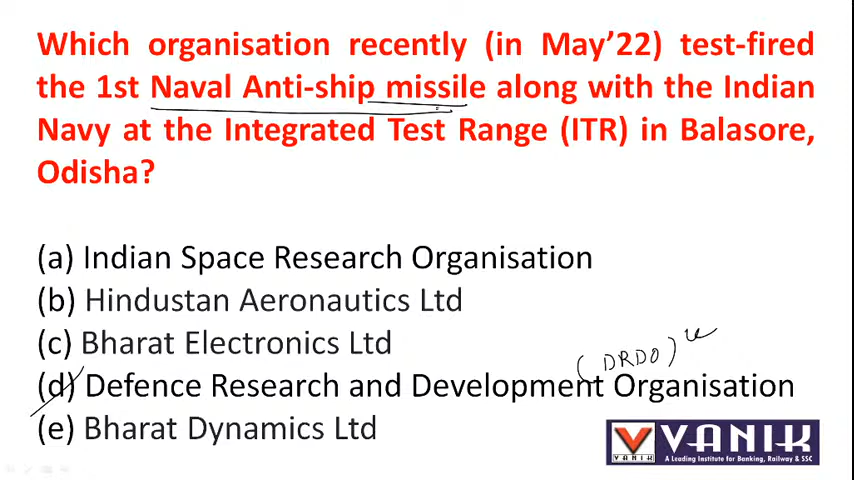 Which organisation recently (in May’22) test-fired
the 1st Naval Anti-ship missile along with the Indian
Navy at the Integrated Test Range (ITR) in Balasore,
Odisha?
(a) Indian Space Research Organisation
(b) Hindustan Aeronautics Ltd
(c) Bharat Electronics Ltd
(DRDO)
(d) Defence Research and Development Organisation
(e) Bharat Dynamics Ltd
VANIK
VANIK
A Leading Institute for Banking, Railway & SSC